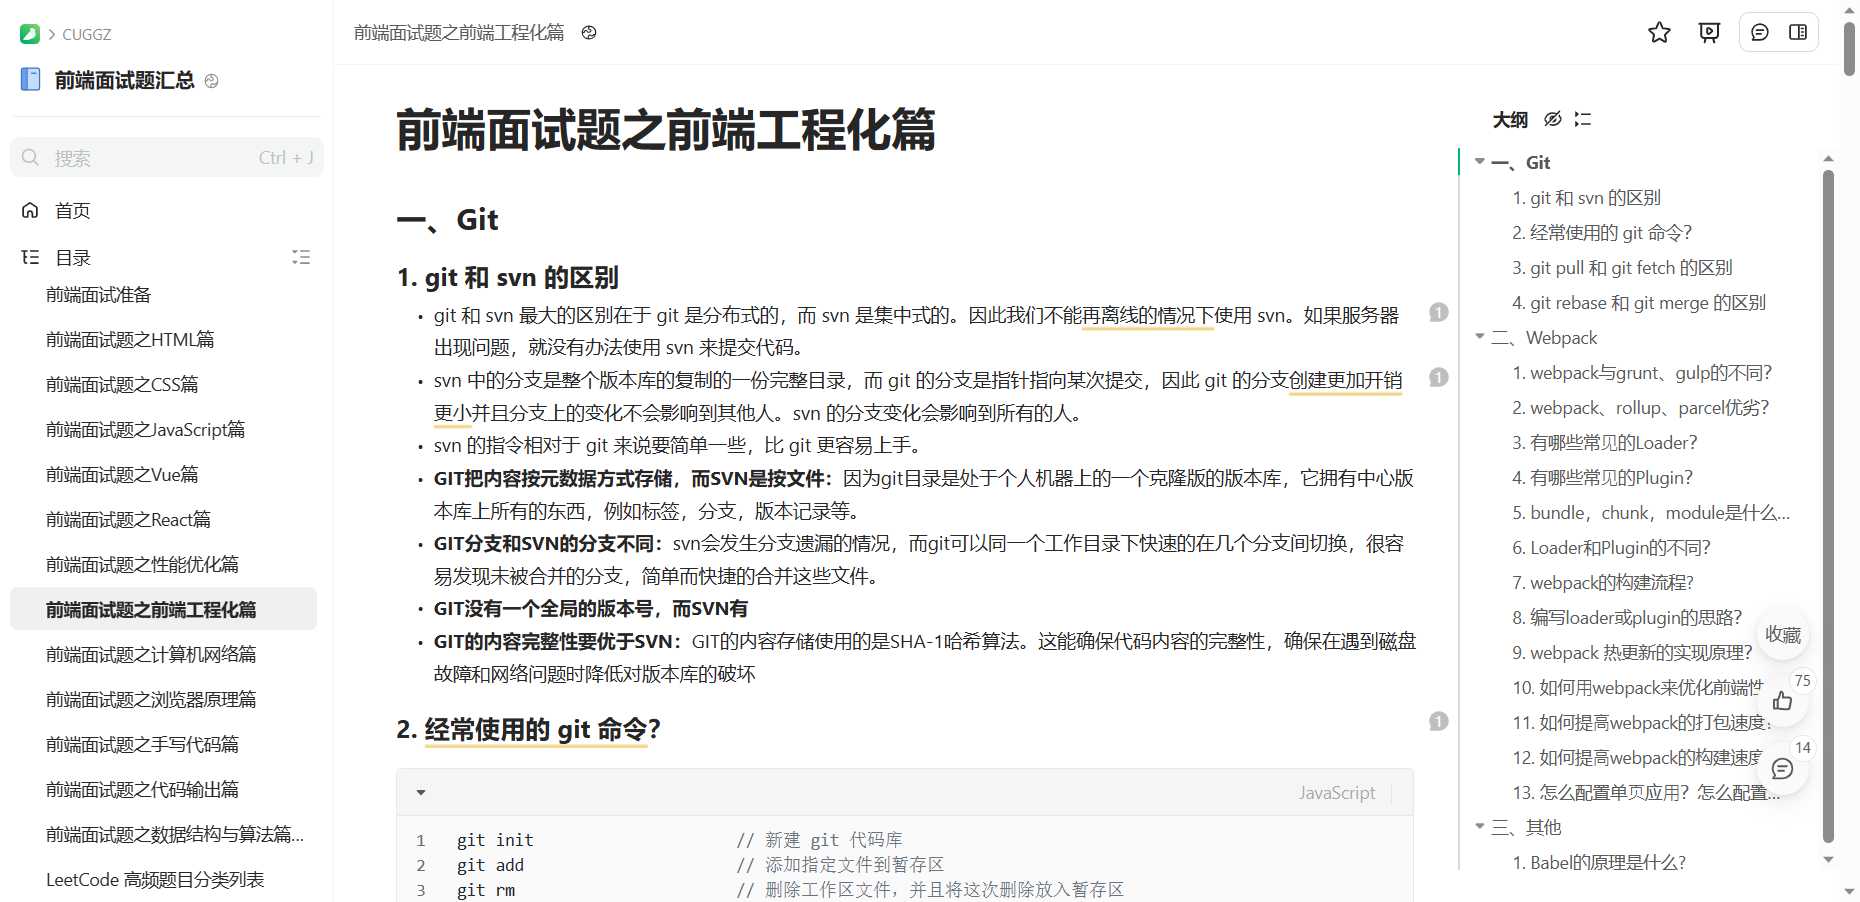 CUGGZ
前端面试题汇总
搜索 Ctrl + J
首页
目录
前端面试准备
前端面试题之HTML篇
前端面试题之CSS篇
前端面试题之JavaScript篇
前端面试题之Vue篇
前端面试题之React篇
前端面试题之性能优化篇
前端面试题之前端工程化篇
前端面试题之计算机网络篇
前端面试题之浏览器原理篇
前端面试题之手写代码篇
前端面试题之代码输出篇
前端面试题之数据结构与算法篇...
LeetCode 高频题目分类列表
前端面试题之前端工程化篇
前端面试题之前端工程化篇
一、Git
1. git 和 svn 的区别
• git 和 svn 最大的区别在于 git 是分布式的，而 svn 是集中式的。因此我们不能再离线的情况下使用 svn。如果服务器
出现问题，就没有办法使用 svn 来提交代码。
1
• svn 中的分支是整个版本库的复制的一份完整目录，而 git 的分支是指针指向某次提交，因此 git 的分支创建更加开销
更小并且分支上的变化不会影响到其他人。svn 的分支变化会影响到所有的人。
1
• svn 的指令相对于 git 来说要简单一些，比 git 更容易上手。
• GIT把内容按元数据方式存储，而SVN是按文件：因为git目录是处于个人机器上的一个克隆版的版本库，它拥有中心版
本库上所有的东西，例如标签，分支，版本记录等。
• GIT分支和SVN的分支不同：svn会发生分支遗漏的情况，而git可以同一个工作目录下快速的在几个分支间切换，很容
易发现未被合并的分支，简单而快捷的合并这些文件。
• GIT没有一个全局的版本号，而SVN有
• GIT的内容完整性要优于SVN：GIT的内容存储使用的是SHA-1哈希算法。这能确保代码内容的完整性，确保在遇到磁盘
故障和网络问题时降低对版本库的破坏
2. 经常使用的 git 命令？
1
JavaScript
1 git init // 新建 git 代码库
2 git add // 添加指定文件到暂存区
3 git rm // 删除工作区文件，并且将这次删除放入暂存区
大纲
一、Git
1. git 和 svn 的区别
2. 经常使用的 git 命令？
3. git pull 和 git fetch 的区别
4. git rebase 和 git merge 的区别
二、Webpack
1. webpack与grunt、gulp的不同？
2. webpack、rollup、parcel优劣？
3. 有哪些常见的Loader？
4. 有哪些常见的Plugin？
5. bundle，chunk，module是什么...
6. Loader和Plugin的不同？
7. webpack的构建流程?
8. 编写loader或plugin的思路？
9. webpack 热更新的实现原理？
10. 如何用webpack来优化前端性
11. 如何提高webpack的打包速度?
12. 如何提高webpack的构建速度
13. 怎么配置单页应用？怎么配置...
三、其他
1. Babel的原理是什么?
收藏
75
14